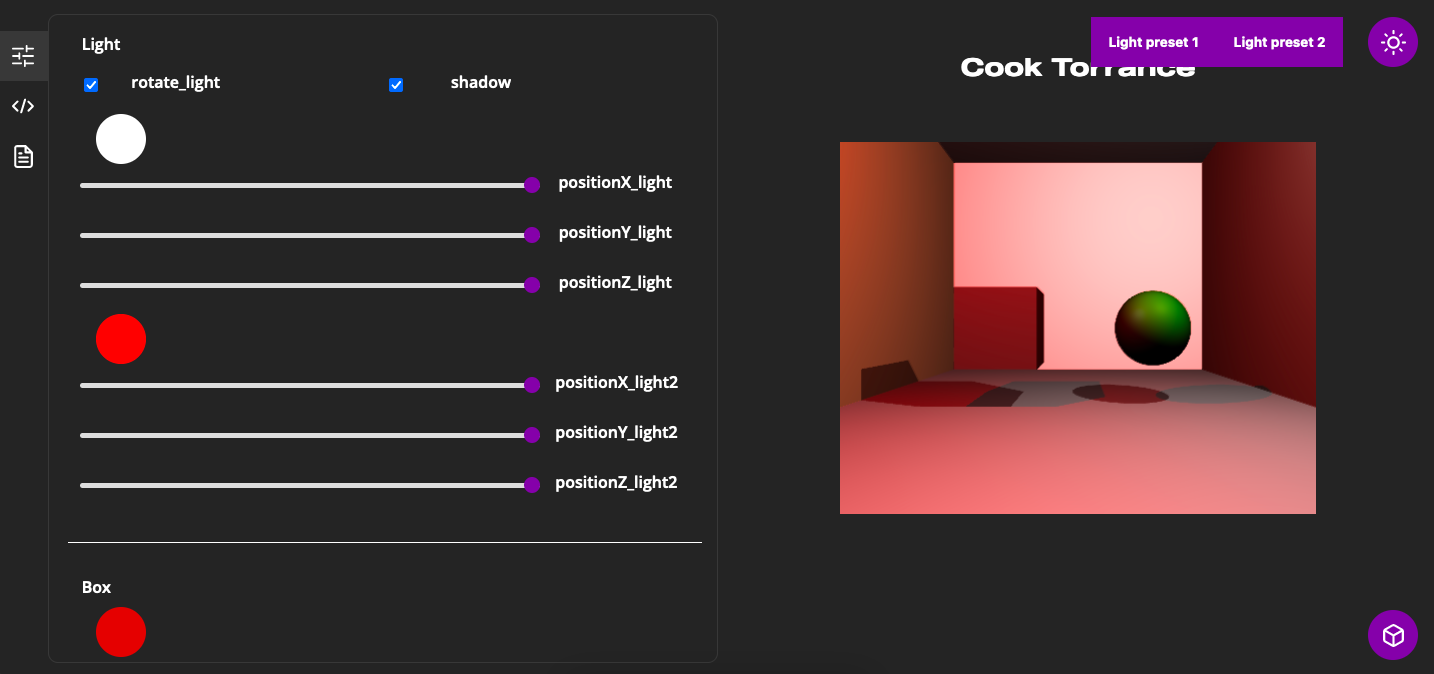 Light
rotate_light
shadow
positionX_light
positionY_light
positionZ_light
positionX_light2
positionY_light2
positionZ_light2
Box
Light preset 1
Light preset 2
Cook Torrance